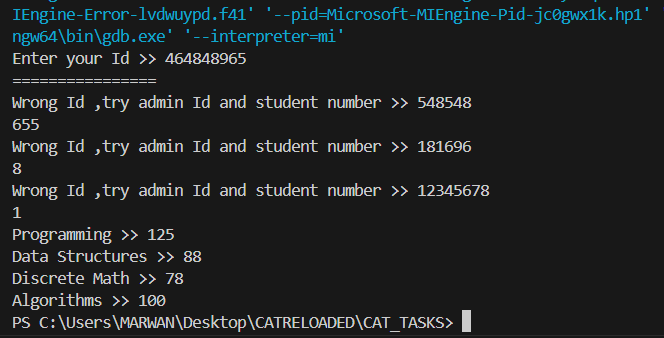 IEngine-Error-lvdwuypd.f41' '--pid=Microsoft-MIEngine-Pid-jc0gwx1k.hp1'
ngw64\bin\gdb.exe' '--interpreter=mi'
Enter your Id >> 464848965
================
Wrong Id ,try admin Id and student number >> 548548
655
Wrong Id ,try admin Id and student number >> 181696
8
Wrong Id ,try admin Id and student number >> 12345678
1
Programming >> 125
Data Structures >> 88
Discrete Math >> 78
Algorithms >> 100
PS C:\Users\MARWAN\Desktop\CATRELOADED\CAT_TASKS>